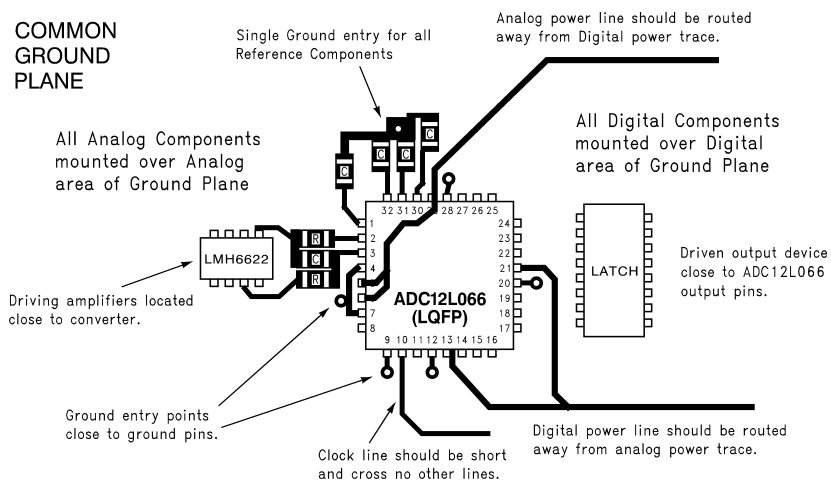 COMMON
GROUND
PLANE
Single Ground entry for all
Reference Components
Analog power line should be routed
away from Digital power trace.
All Analog Components
mounted over Analog
area of Ground Plane
All Digital Components
mounted over Digital
area of Ground Plane
C
C
C
C
32 31 30 28 27 26 25
1
2
3
4
7
8
24
23
22
21
20
19
18
17
9 10 11 12 13 14 15 16
R
C
R
LMH6622
ADC12L066
(LQFP)
LATCH
Driven output device
close to ADC12L066
output pins.
Driving amplifiers located
close to converter.
Ground entry points
close to ground pins.
Clock line should be short
and cross no other lines.
Digital power line should be routed
away from analog power trace.